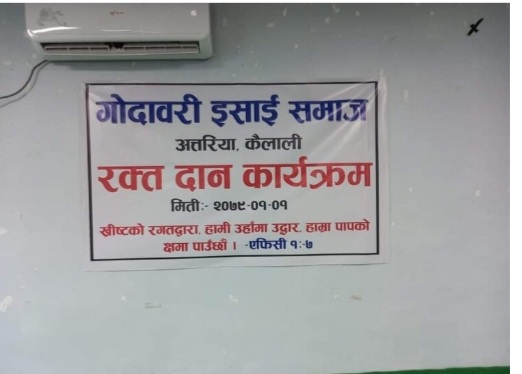 गोदावरी इसाई समाज
अत्तरिया, कैलाली
रक्त दान कार्यक्रम
मितीः- २०७९-०१-०१
ख्रीष्टको रगतद्वारा, हामी उहाँमा उद्वार, हाम्रा पापको
क्षमा पाउँछौं । -एफिसी १:-७